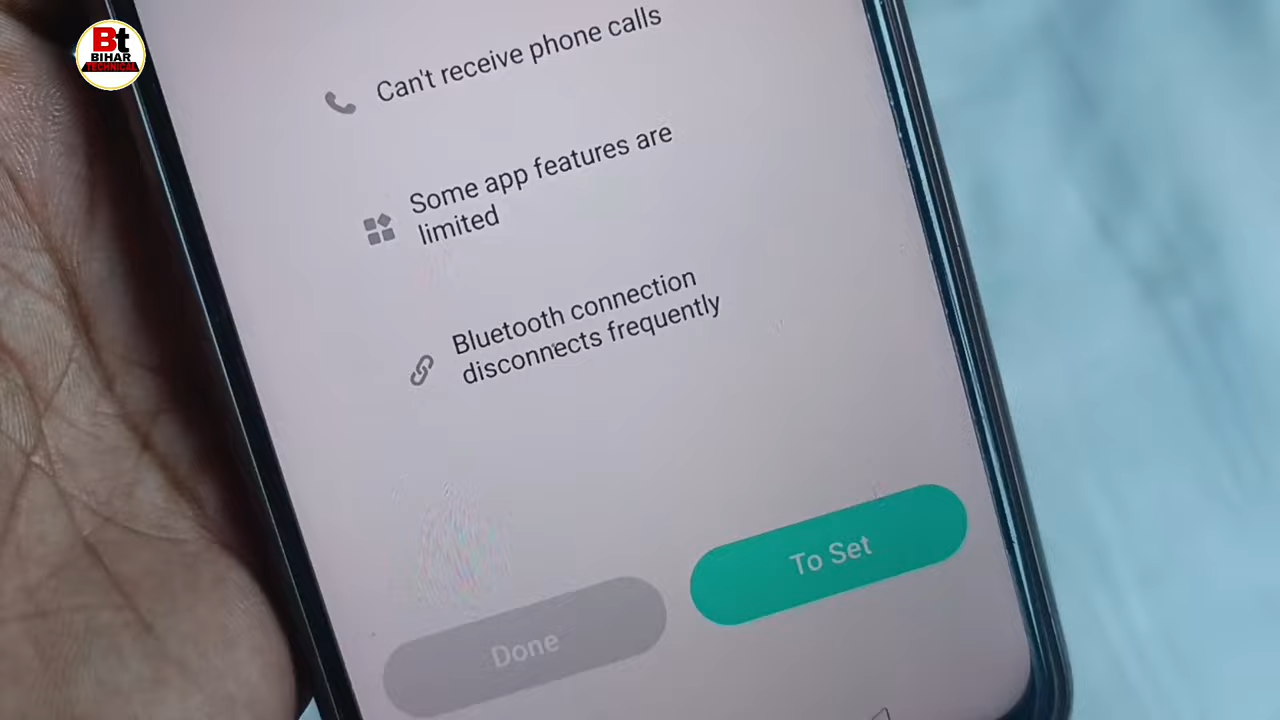 Bt
BIHAR
TECHNICAL
Can't receive phone calls
Some app features are
limited
Bluetooth connection
disconnects frequently
To Set
Done